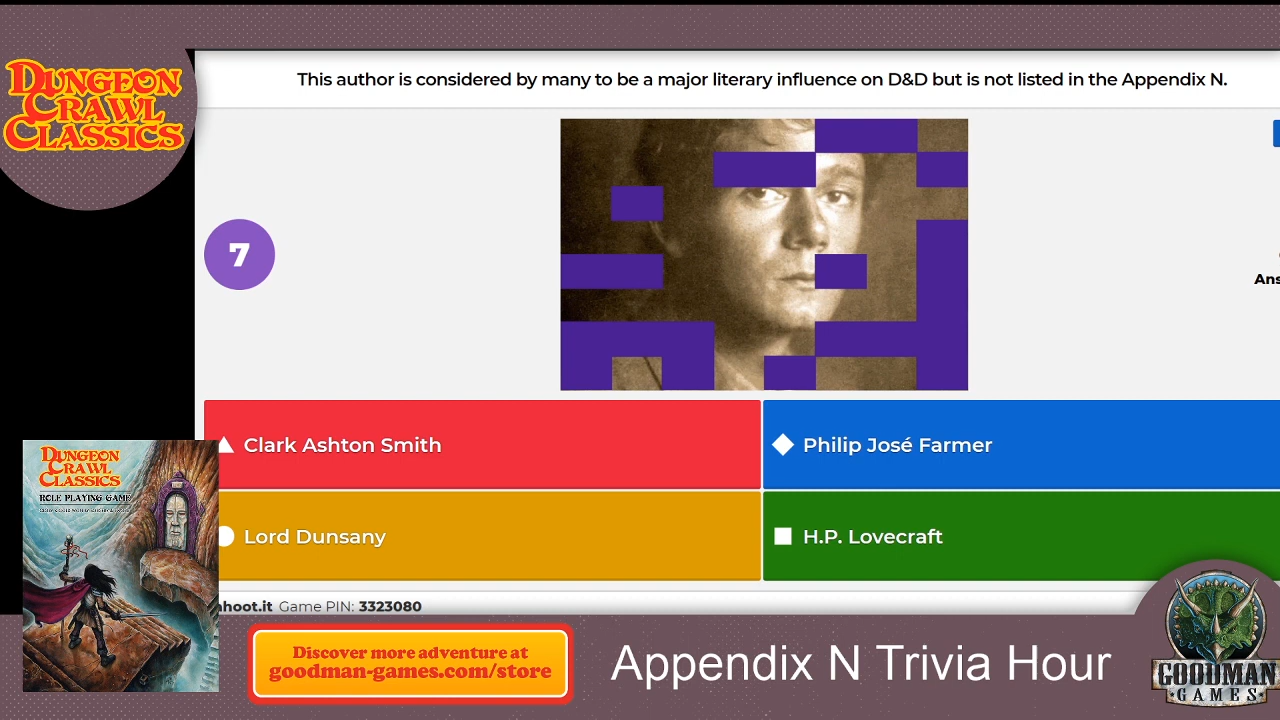 DUNGEON
CRAWL
CLASSICS
This author is considered by many to be a major literary influence on D&D but is not listed in the Appendix N.
7
Ans
Clark Ashton Smith
Philip José Farmer
Lord Dunsany
H.P. Lovecraft
DUNGEON
CRAWL
CLASSICS
ROLE PLAYING GAME
ahoot.it Game PIN: 3323080
Discover more adventure at
goodman-games.com/store
Appendix N Trivia Hour
GOODMAN
GAMES